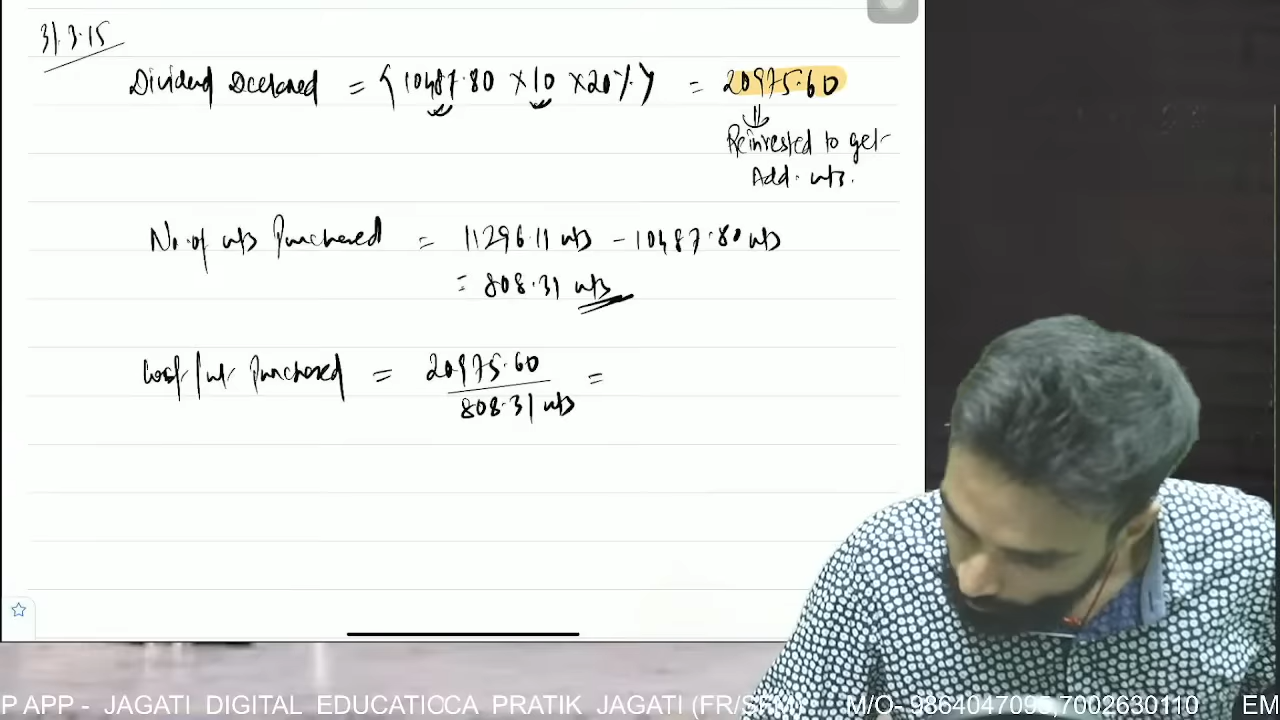 31.3.15
Dividend Declared = { 10487.80 × 10 × 20% } = 20975.60
Reinvested to get
Add. uts.
No. of uts Purchased = 11296.11 uts - 10487.80 uts
= 808.31 uts
Cost/ut Purchased = 20975.60
808.31 uts =
P APP - JAGATI DIGITAL EDUCATICCA PRATIK JAGATI (FR/SFM) M/O- 9864047095,7002630110 EM